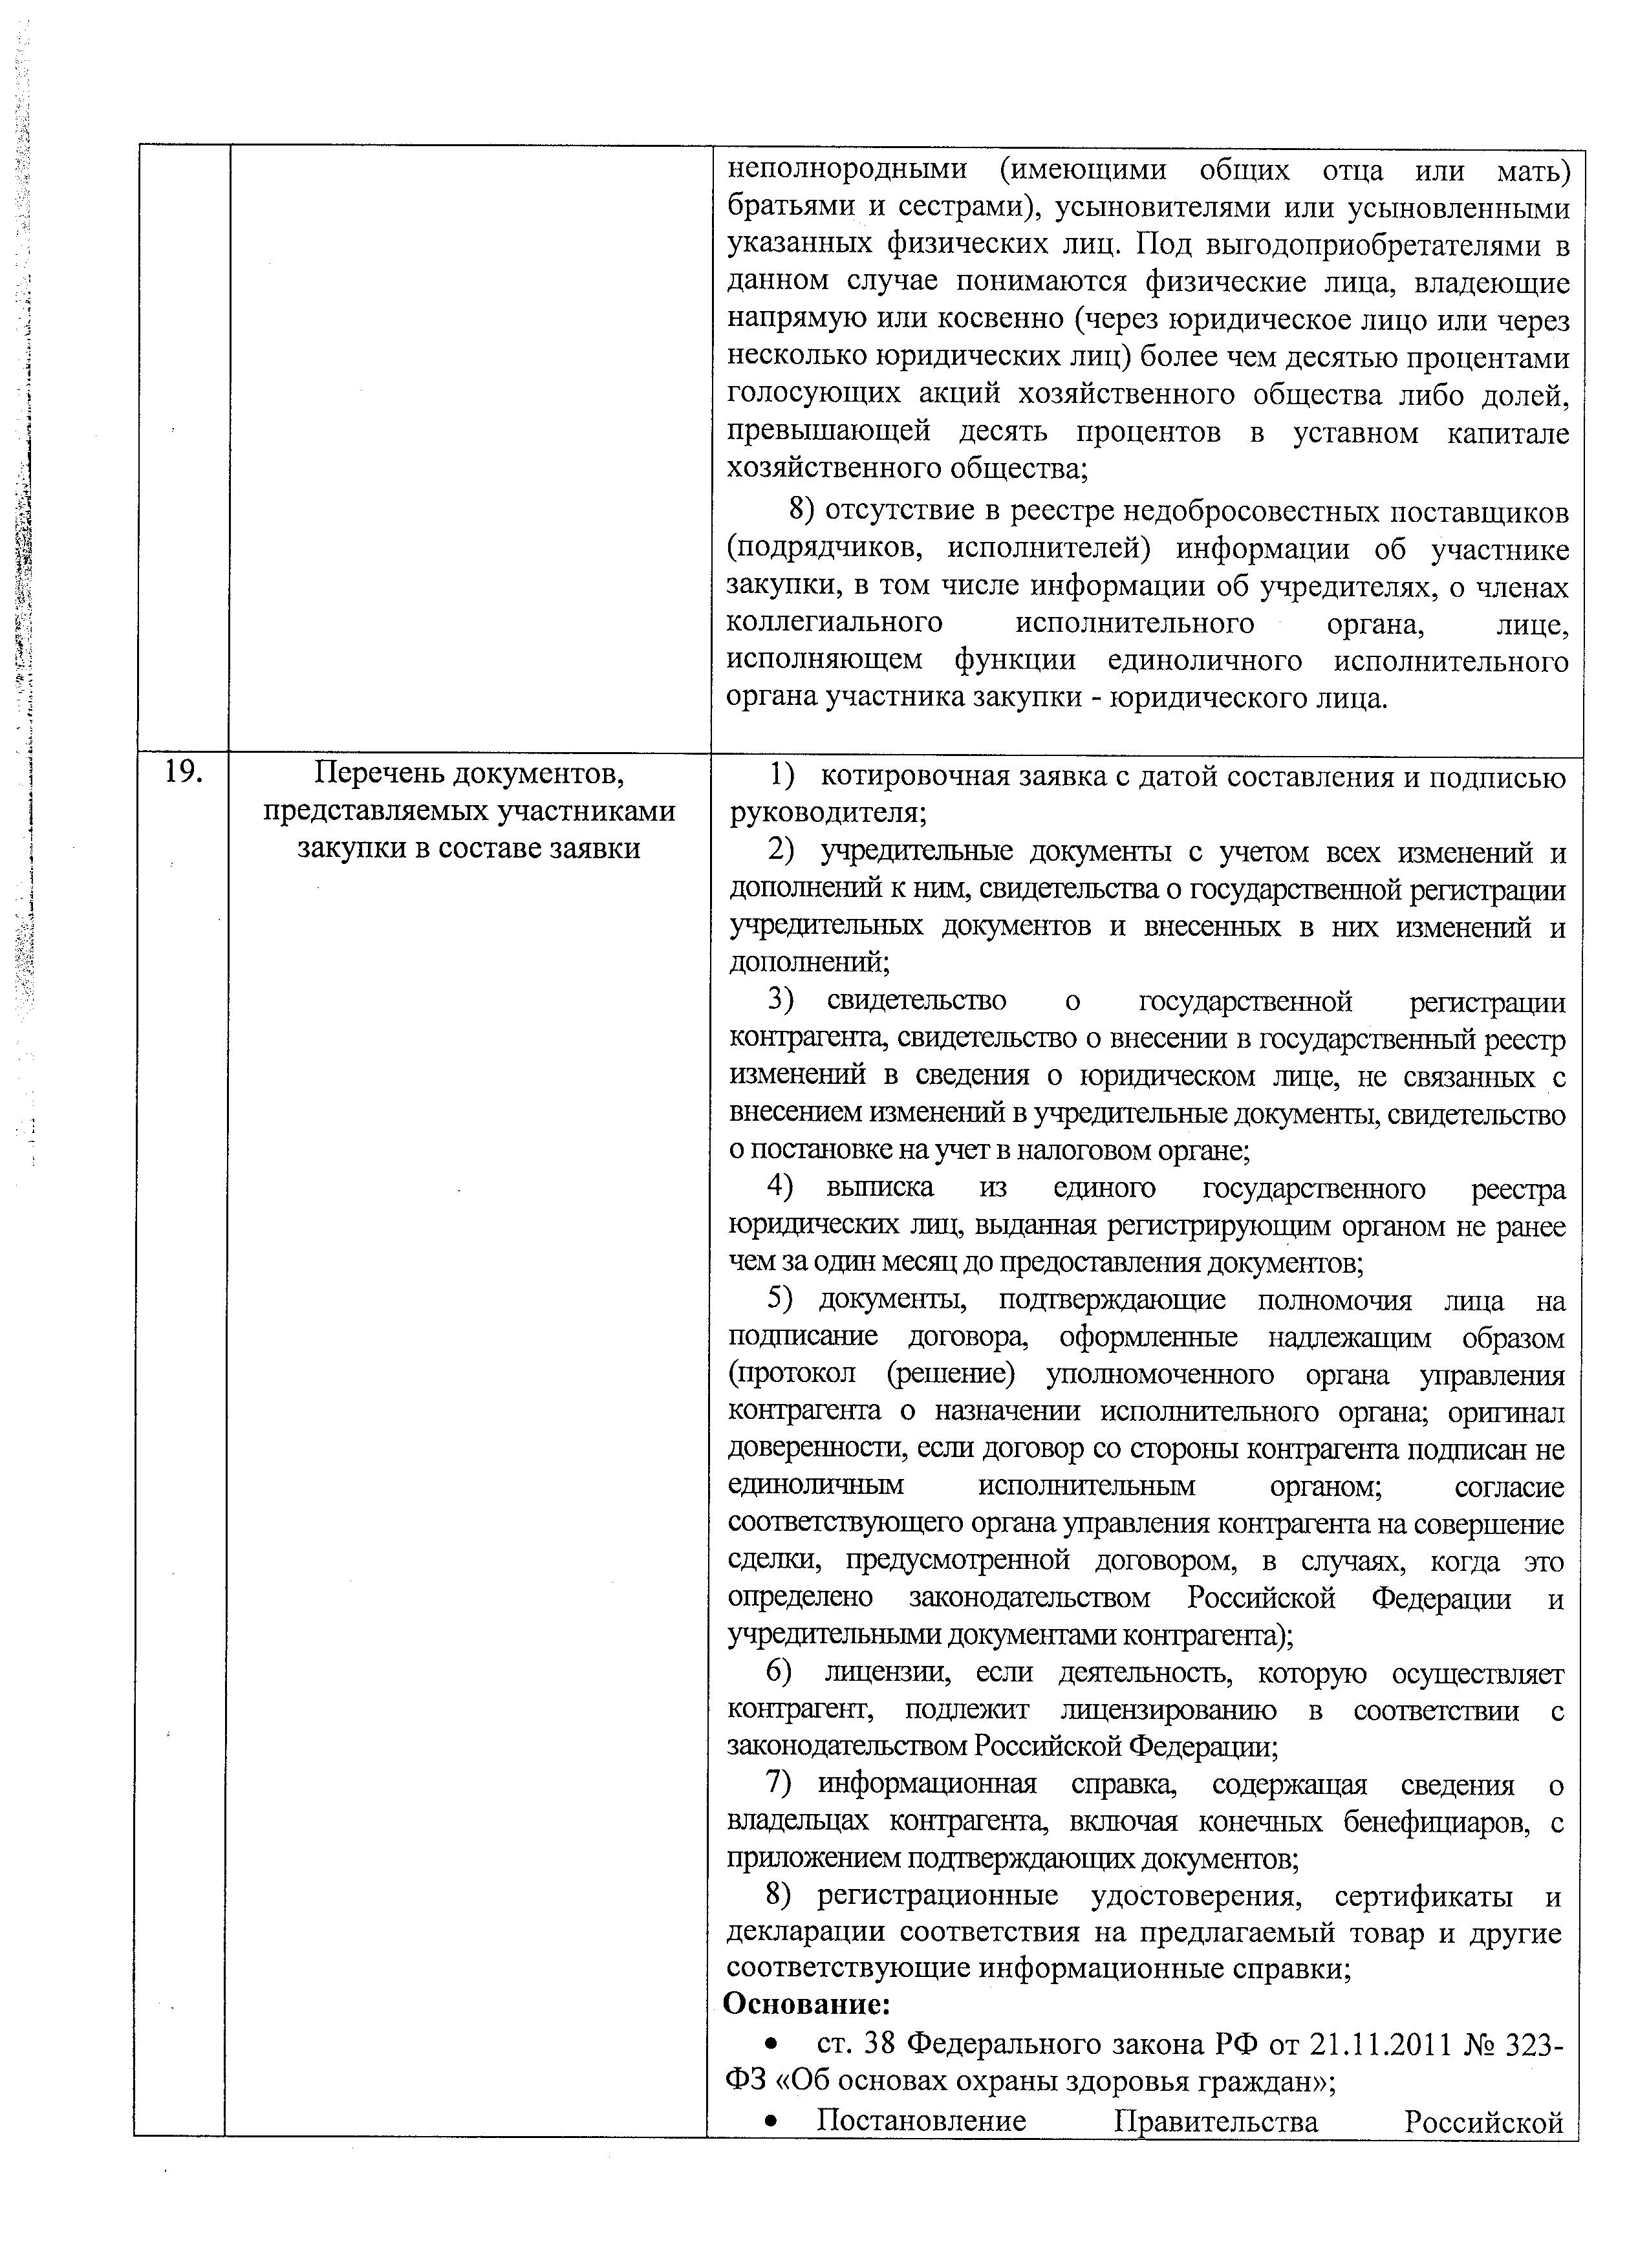 неполнородными (имеющими общих отца или мать)
братьями и сестрами), усыновителями или усыновленными
указанных физических лиц. Под выгодоприобретателями в
данном случае понимаются физические лица, владеющие
напрямую или косвенно (через юридическое лицо или через
несколько юридических лиц) более чем десятью процентами
голосующих акций хозяйственного общества либо долей,
превышающей десять процентов в уставном капитале
хозяйственного общества;
8) отсутствие в реестре недобросовестных поставщиков
(подрядчиков, исполнителей) информации об участнике
закупки, в том числе информации об учредителях, о членах
коллегиального исполнительного органа, лице,
исполняющем функции единоличного исполнительного
органа участника закупки - юридического лица.
19.
Перечень документов,
представляемых участниками
закупки в составе заявки
1) котировочная заявка с датой составления и подписью
руководителя;
2) учредительные документы с учетом всех изменений и
дополнений к ним, свидетельства о государственной регистрации
учредительных документов и внесенных в них изменений и
дополнений;
3) свидетельство о государственной регистрации
контрагента, свидетельство о внесении в государственный реестр
изменений в сведения о юридическом лице, не связанных с
внесением изменений в учредительные документы, свидетельство
о постановке на учет в налоговом органе;
4) выписка из единого государственного реестра
юридических лиц, выданная регистрирующим органом не ранее
чем за один месяц до предоставления документов;
5) документы, подтверждающие полномочия лица на
подписание договора, оформленные надлежащим образом
(протокол (решение) уполномоченного органа управления
контрагента о назначении исполнительного органа; оригинал
доверенности, если договор со стороны контрагента подписан не
единоличным исполнительным органом; согласие
соответствующего органа управления контрагента на совершение
сделки, предусмотренной договором, в случаях, когда это
определено законодательством Российской Федерации и
учредительными документами контрагента);
6) лицензии, если деятельность, которую осуществляет
контрагент, подлежит лицензированию в соответствии с
законодательством Российской Федерации;
7) информационная справка, содержащая сведения о
владельцах контрагента, включая конечных бенефициаров, с
приложением подтверждающих документов;
8) регистрационные удостоверения, сертификаты и
декларации соответствия на предлагаемый товар и другие
соответствующие информационные справки;
Основание:
• ст. 38 Федерального закона РФ от 21.11.2011 № 323-
ФЗ «Об основах охраны здоровья граждан»;
• Постановление Правительства Российской